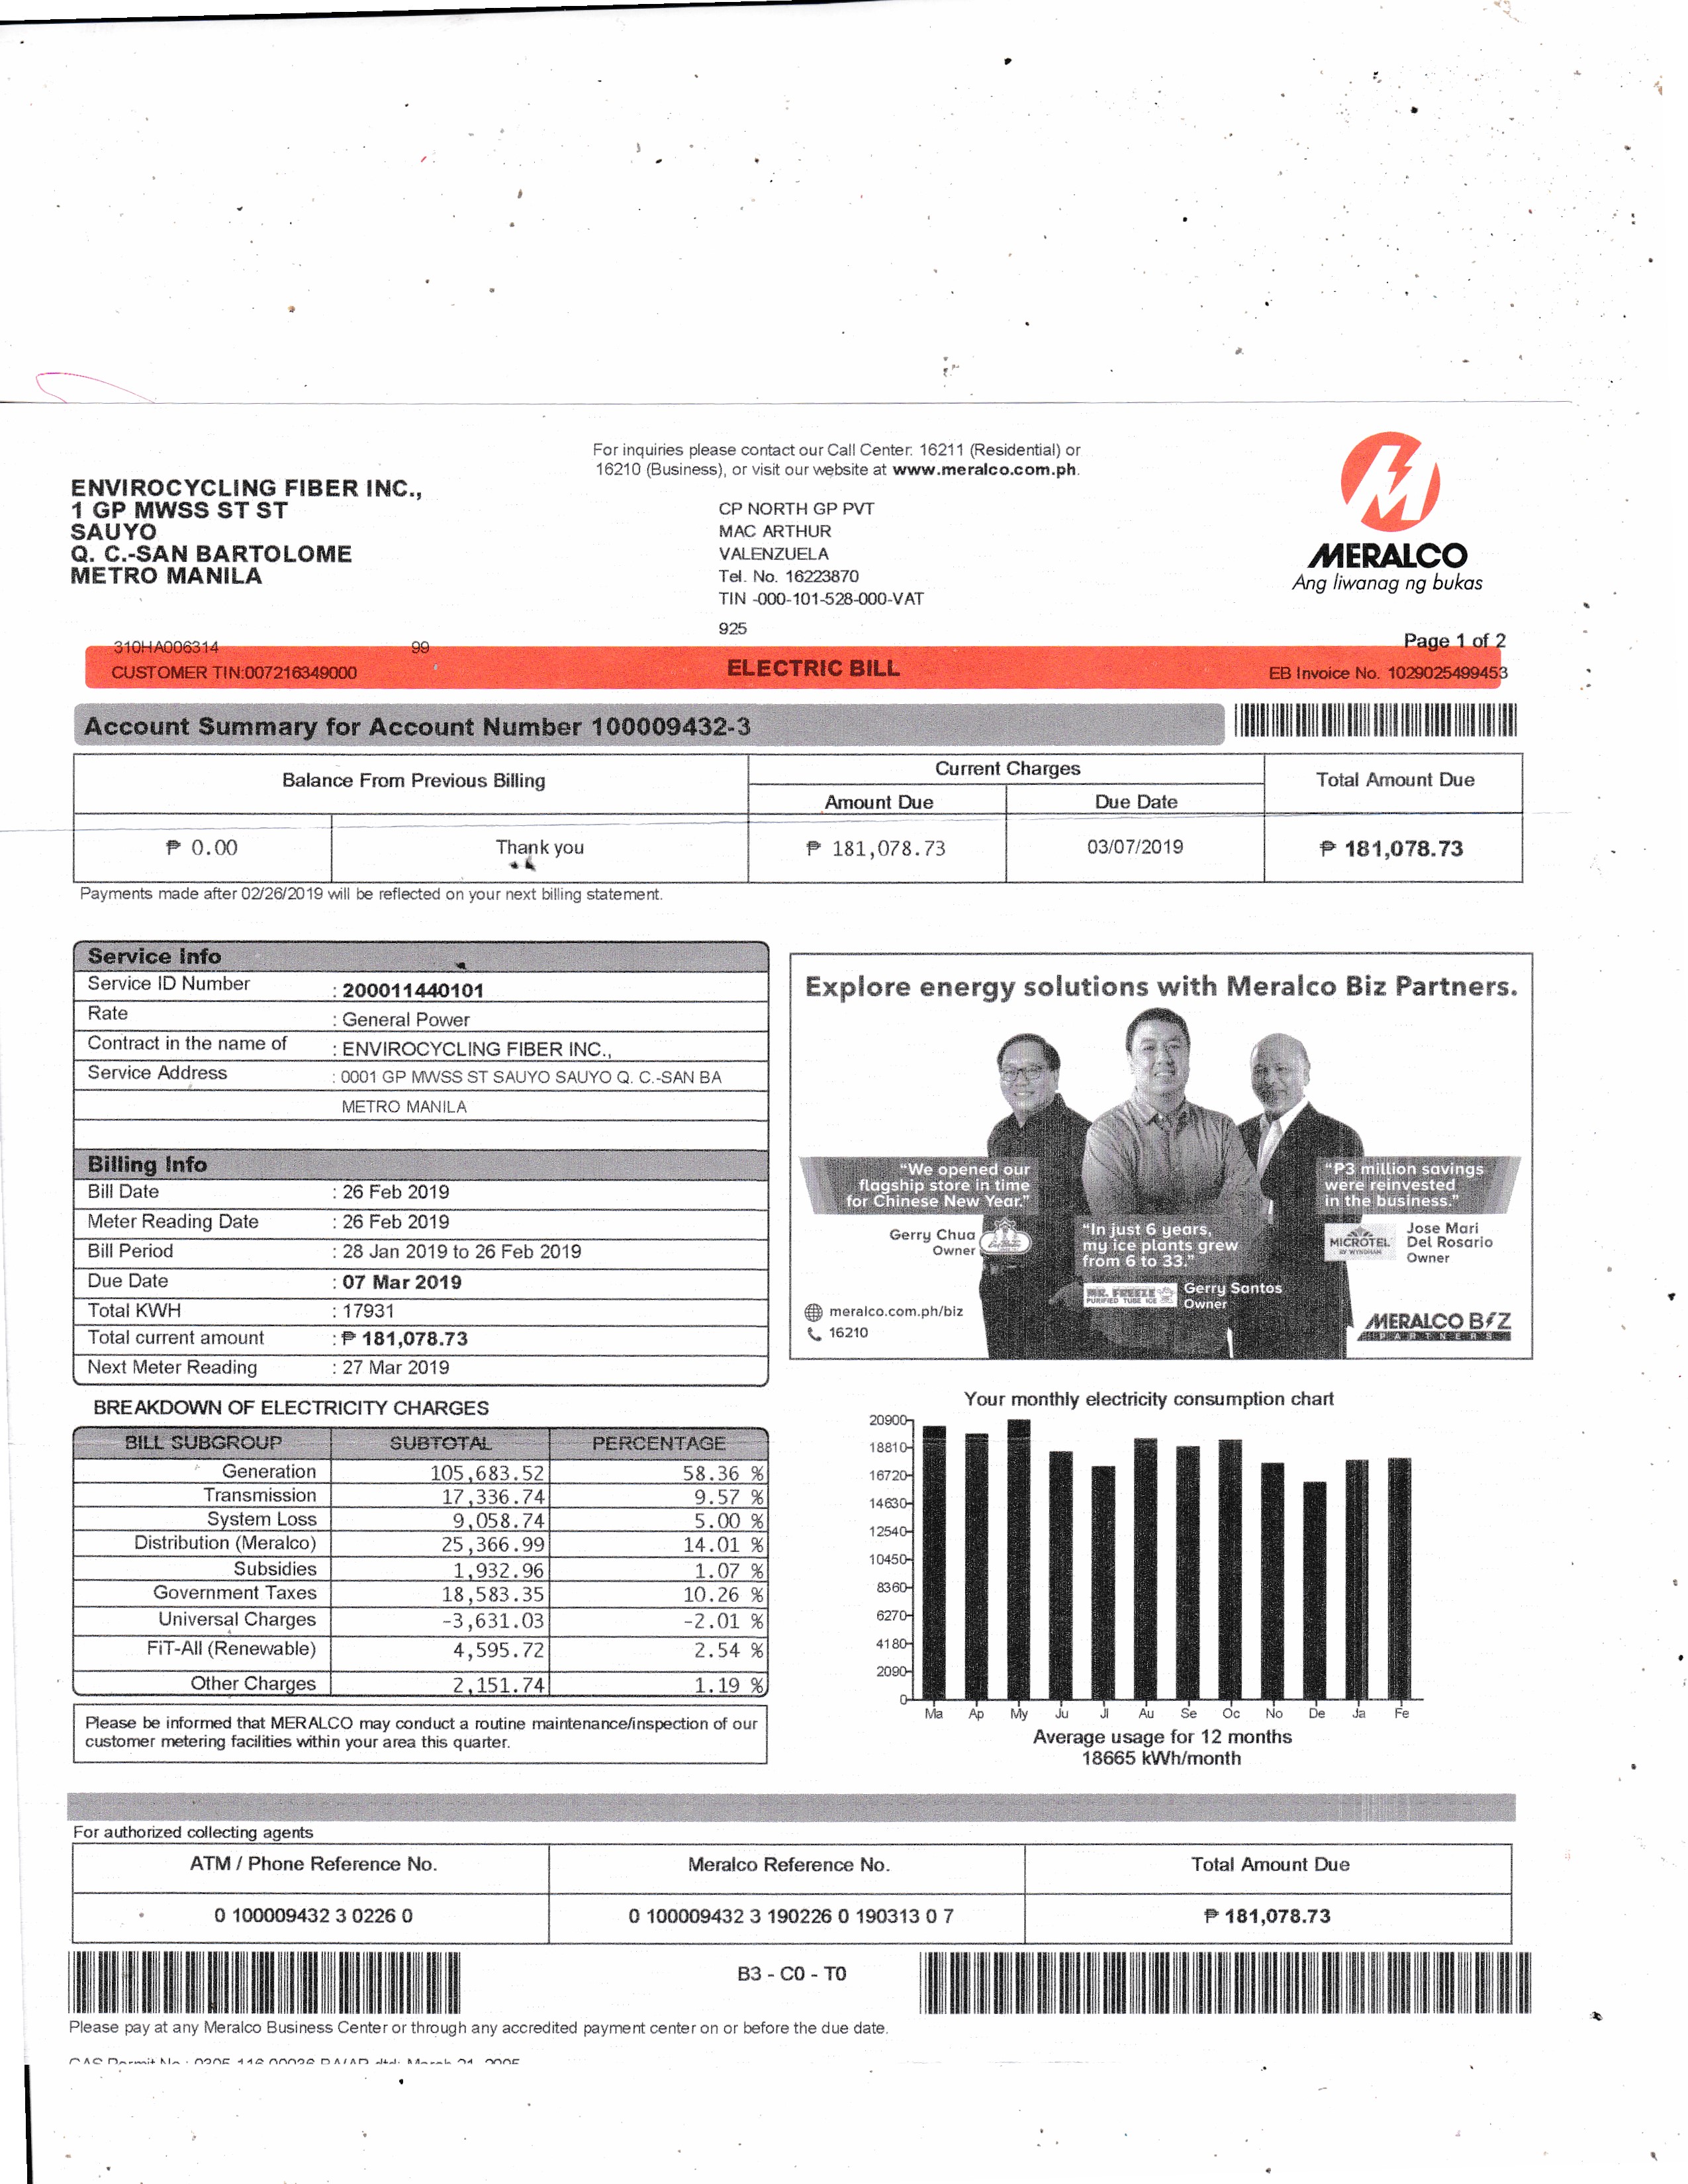 For inquiries please contact our Call Center: 16211 (Residential) or
16210 (Business), or visit our website at www.meralco.com.ph.
ENVIROCYCLING FIBER INC.,
1 GP MWSS ST ST
SAUYO
Q. C.-SAN BARTOLOME
METRO MANILA
CP NORTH GP PVT
MAC ARTHUR
VALENZUELA
Tel. No. 16223870
TIN -000-101-528-000-VAT
925
MERALCO
Ang liwanag ng bukas
Page 1 of 2
310HA006314 99
CUSTOMER TIN:007216349000 ELECTRIC BILL EB Invoice No. 1029025499453
Account Summary for Account Number 100009432-3
Balance From Previous Billing Current Charges Total Amount Due
Amount Due Due Date
₱ 0.00 Thank you ₱ 181,078.73 03/07/2019 ₱ 181,078.73
Payments made after 02/26/2019 will be reflected on your next billing statement.
Service Info
Service ID Number : 200011440101
Rate : General Power
Contract in the name of : ENVIROCYCLING FIBER INC.,
Service Address : 0001 GP MWSS ST SAUYO SAUYO Q. C.-SAN BA
METRO MANILA
Billing Info
Bill Date : 26 Feb 2019
Meter Reading Date : 26 Feb 2019
Bill Period : 28 Jan 2019 to 26 Feb 2019
Due Date : 07 Mar 2019
Total KWH : 17931
Total current amount : ₱ 181,078.73
Next Meter Reading : 27 Mar 2019
Explore energy solutions with Meralco Biz Partners.
"We opened our
flagship store in time
for Chinese New Year."
Gerry Chua
Owner
"In just 6 years,
my ice plants grew
from 6 to 33."
MR. FREEZE
PURIFIED TUBE ICE
Gerry Santos
Owner
"P3 million savings
were reinvested
in the business."
MICROTEL
BY WYNDHAM
Jose Mari
Del Rosario
Owner
meralco.com.ph/biz
16210
MERALCO BIZ
PARTNERS
BREAKDOWN OF ELECTRICITY CHARGES
BILL SUBGROUP SUBTOTAL PERCENTAGE
Generation 105,683.52 58.36 %
Transmission 17,336.74 9.57 %
System Loss 9,058.74 5.00 %
Distribution (Meralco) 25,366.99 14.01 %
Subsidies 1,932.96 1.07 %
Government Taxes 18,583.35 10.26 %
Universal Charges -3,631.03 -2.01 %
FiT-All (Renewable) 4,595.72 2.54 %
Other Charges 2,151.74 1.19 %
Please be informed that MERALCO may conduct a routine maintenance/inspection of our
customer metering facilities within your area this quarter.
Your monthly electricity consumption chart
20900
18810
16720
14630
12540
10450
8360
6270
4180
2090
0
Ma Ap My Ju Jl Au Se Oc No De Ja Fe
Average usage for 12 months
18665 kWh/month
For authorized collecting agents
ATM / Phone Reference No. Meralco Reference No. Total Amount Due
0 100009432 3 0226 0 0 100009432 3 190226 0 190313 0 7 ₱ 181,078.73
B3 - C0 - T0
Please pay at any Meralco Business Center or through any accredited payment center on or before the due date.